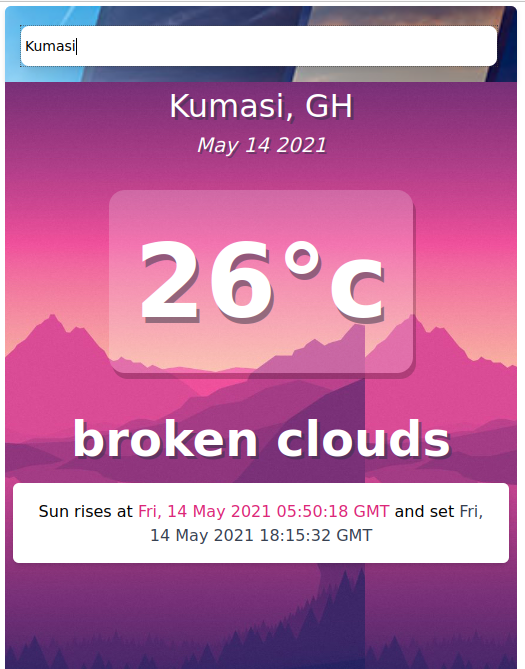 Kumasi
Kumasi, GH
May 14 2021
26°c
broken clouds
Sun rises at Fri, 14 May 2021 05:50:18 GMT and set Fri,
14 May 2021 18:15:32 GMT